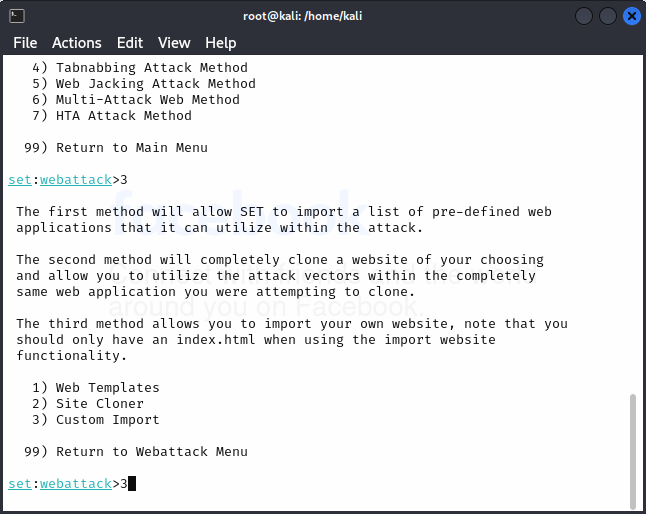 root@kali: /home/kali
File Actions Edit View Help
4) Tabnabbing Attack Method
5) Web Jacking Attack Method
6) Multi-Attack Web Method
7) HTA Attack Method
99) Return to Main Menu
set:webattack>3
The first method will allow SET to import a list of pre-defined web
applications that it can utilize within the attack.
The second method will completely clone a website of your choosing
and allow you to utilize the attack vectors within the completely
same web application you were attempting to clone.
The third method allows you to import your own website, note that you
should only have an index.html when using the import website
functionality.
1) Web Templates
2) Site Cloner
3) Custom Import
99) Return to Webattack Menu
set:webattack>3
facebook
around you on Facebook.